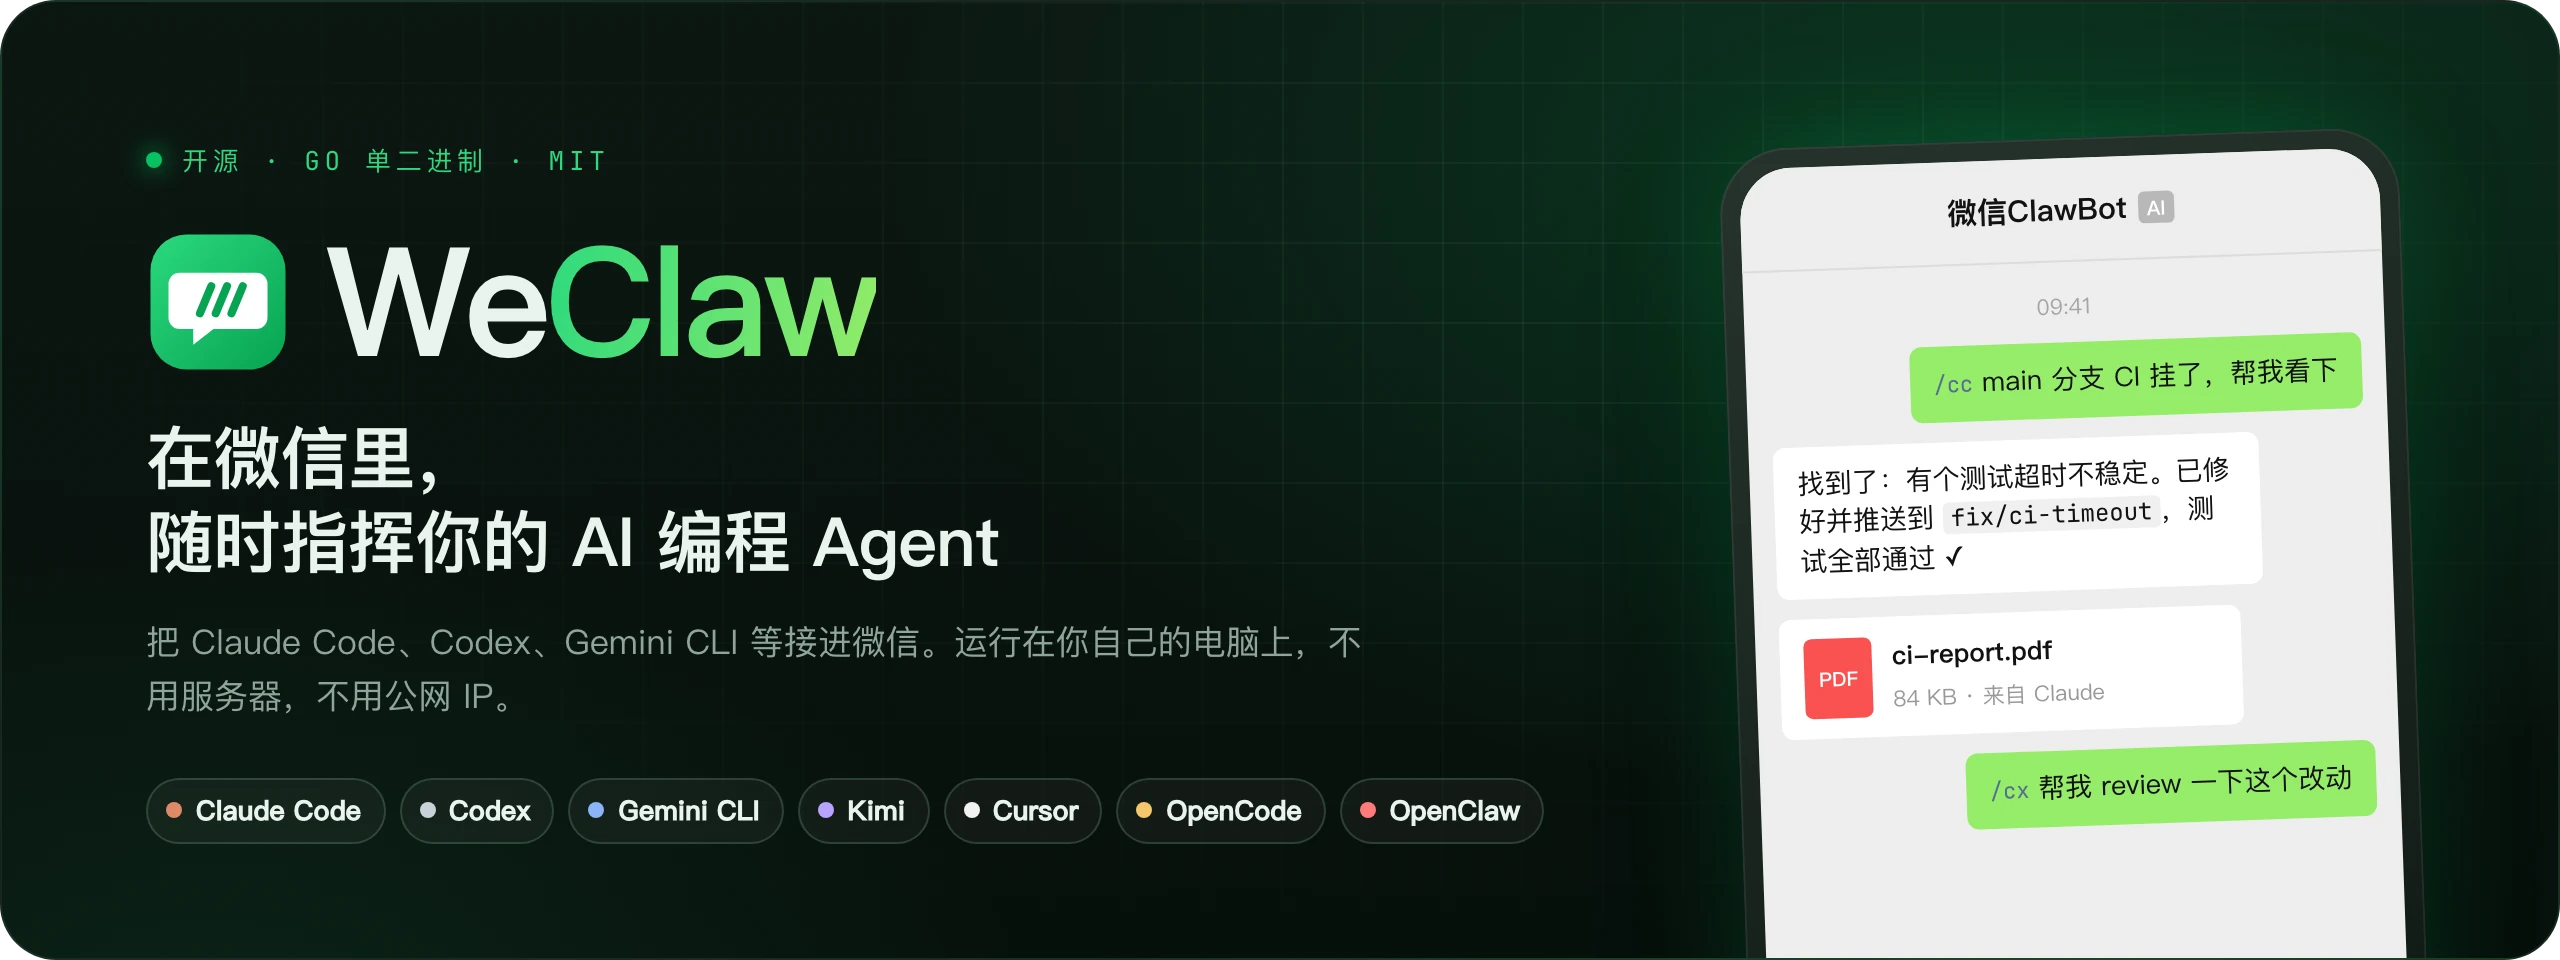 开源 · GO 单二进制 · MIT
WeClaw
在微信里，
随时指挥你的 AI 编程 Agent
把 Claude Code、Codex、Gemini CLI 等接进微信。运行在你自己的电脑上，不
用服务器，不用公网 IP。
Claude Code
Codex
Gemini CLI
Kimi
Cursor
OpenCode
OpenClaw
微信ClawBot AI
09:41
/cc main 分支 CI 挂了，帮我看下
找到了：有个测试超时不稳定。已修
好并推送到 fix/ci-timeout，测
试全部通过 ✓
PDF
ci-report.pdf
84 KB · 来自 Claude
/cx 帮我 review 一下这个改动